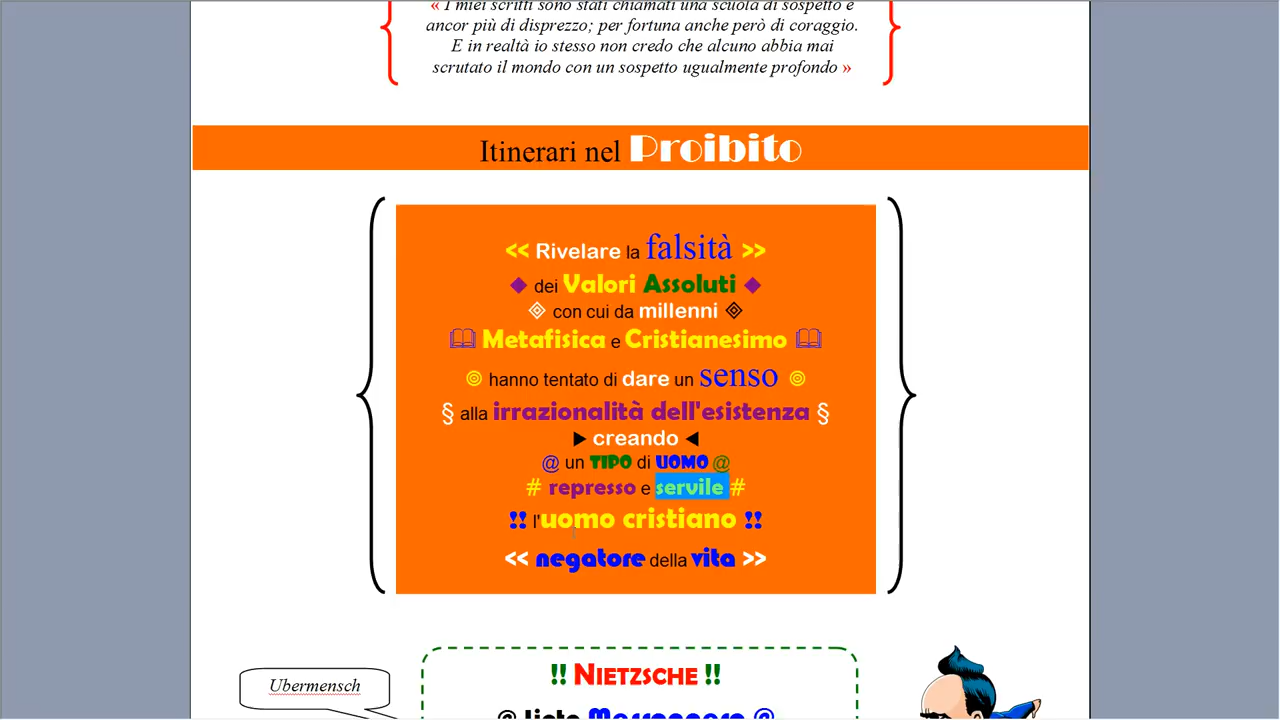 « I miei scritti sono stati chiamati una scuola di sospetto e
ancor più di disprezzo; per fortuna anche però di coraggio.
E in realtà io stesso non credo che alcuno abbia mai
scrutato il mondo con un sospetto ugualmente profondo »
Itinerari nel Proibito
<< Rivelare la falsità >>
◆ dei Valori Assoluti ◆
con cui da millenni
Metafisica e Cristianesimo
hanno tentato di dare un senso
§ alla irrazionalità dell'esistenza §
► creando ◄
@ un TIPO di UOMO @
# represso e servile #
!! l'uomo cristiano !!
<< negatore della vita >>
!! NIETZSCHE !!
Ubermensch
@ lieto Messaggero @